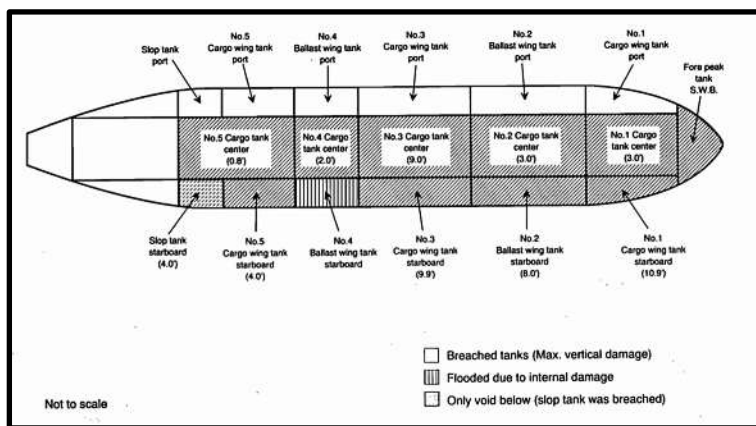 Slop tank
port
No.5
Cargo wing tank
port
No.4
Ballast wing tank
port
No.3
Cargo wing tank
port
No.2
Ballast wing tank
port
No.1
Cargo wing tank
port
Fore peak
tank
S.W.B.
No.5 Cargo tank
center
(0.8')
No.4 Cargo
tank center
(2.0')
No.3 Cargo
tank center
(9.0')
No.2 Cargo
tank center
(3.0')
No.1 Cargo
tank center
(3.0')
Slop tank
starboard
(4.0')
No.5
Cargo wing tank
starboard
(4.0')
No.4
Ballast wing tank
starboard
No.3
Cargo wing tank
starboard
(9.9')
No.2
Ballast wing tank
starboard
(8.0')
No.1
Cargo wing tank
starboard
(10.9')
Breached tanks (Max. vertical damage)
Flooded due to internal damage
Only void below (slop tank was breached)
Not to scale